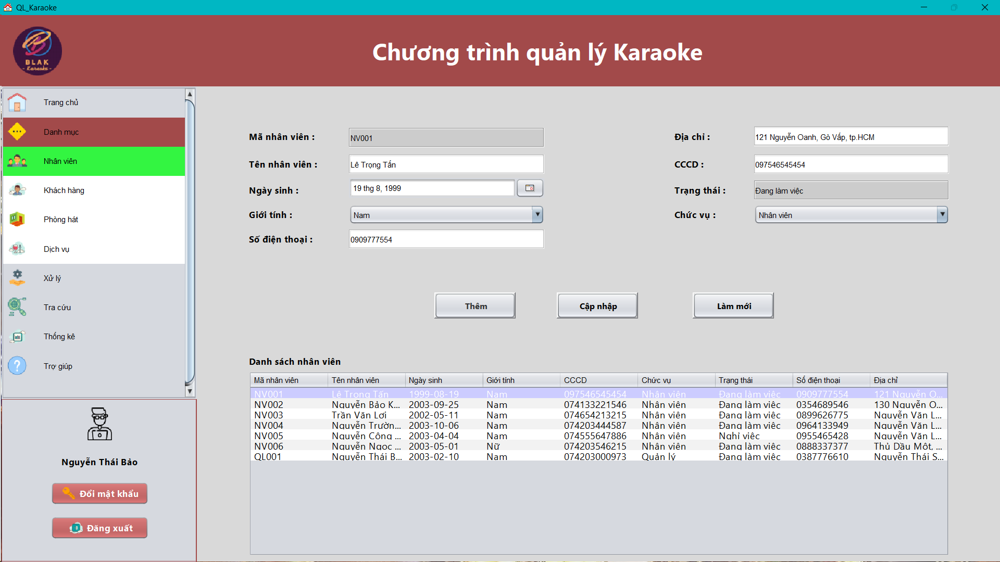 QL_Karaoke
BLAK
- Karaoke -
Chương trình quản lý Karaoke
Trang chủ
Danh mục
Nhân viên
Khách hàng
Phòng hát
Dịch vụ
Xử lý
Tra cứu
Thống kê
Trợ giúp
Nguyễn Thái Bảo
Đổi mật khẩu
Đăng xuất
Mã nhân viên : NV001
Tên nhân viên : Lê Trọng Tấn
Ngày sinh : 19 thg 8, 1999
Giới tính : Nam
Số điện thoại : 0909777554
Địa chỉ : 121 Nguyễn Oanh, Gò Vấp, tp.HCM
CCCD : 097546545454
Trạng thái : Đang làm việc
Chức vụ : Nhân viên
Thêm Cập nhập Làm mới
Danh sách nhân viên
Mã nhân viên Tên nhân viên Ngày sinh Giới tính CCCD Chức vụ Trạng thái Số điện thoại Địa chỉ
NV001 Lê Trọng Tấn 1999-08-19 Nam 097546545454 Nhân viên Đang làm việc 0909777554 121 Nguyễn O...
NV002 Nguyễn Bảo K... 2003-09-25 Nam 074133221546 Nhân viên Đang làm việc 0354689546 130 Nguyễn O...
NV003 Trần Văn Lợi 2002-05-11 Nam 074654213215 Nhân viên Đang làm việc 0899626775 Nguyễn Văn L...
NV004 Nguyễn Trườn... 2003-10-06 Nam 074203444587 Nhân viên Đang làm việc 0964133949 Nguyễn Văn L...
NV005 Nguyễn Công ... 2003-04-04 Nam 074555647886 Nhân viên Nghỉ việc 0955465428 Nguyễn Văn L...
NV006 Nguyễn Ngọc ... 2003-05-01 Nữ 074203546215 Nhân viên Đang làm việc 0888337377 Thủ Dầu Một, ...
QL001 Nguyễn Thái B... 2003-02-10 Nam 074203000973 Quản lý Đang làm việc 0387776610 Nguyễn Thái S...